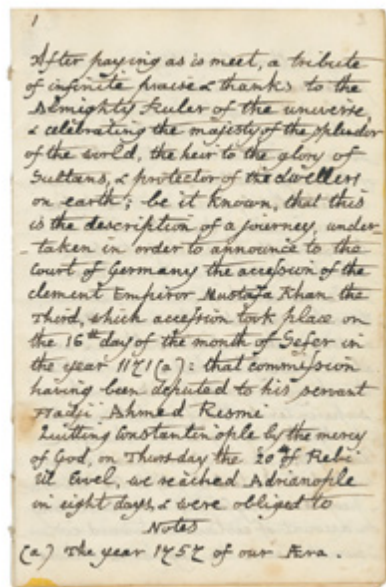 1
After paying as is meet, a tribute
of infinite praise & thanks to the
Almighty Ruler of the universe,
& celebrating the majesty of the splendor
of the world, the heir to the glory of
Sultans, & protector of the dwellers
on earth; be it known, that this
is the description of a journey, under-
-taken in order to announce to the
Court of Germany the accession of the
clement Emperor Mustafa Khan the
Third, which accession took place on
the 16th day of the month of Sefer in
the year 1171 (a): that commission
having been deputed to his servant
Hadji Ahmed Resme
Quitting Constantinople by the mercy
of God, on Thursday the 20th of Rebi
Ul Ewel, we reached Adrianople
in eight days, & were obliged to
Notes
(a) The year 1757 of our Æra.